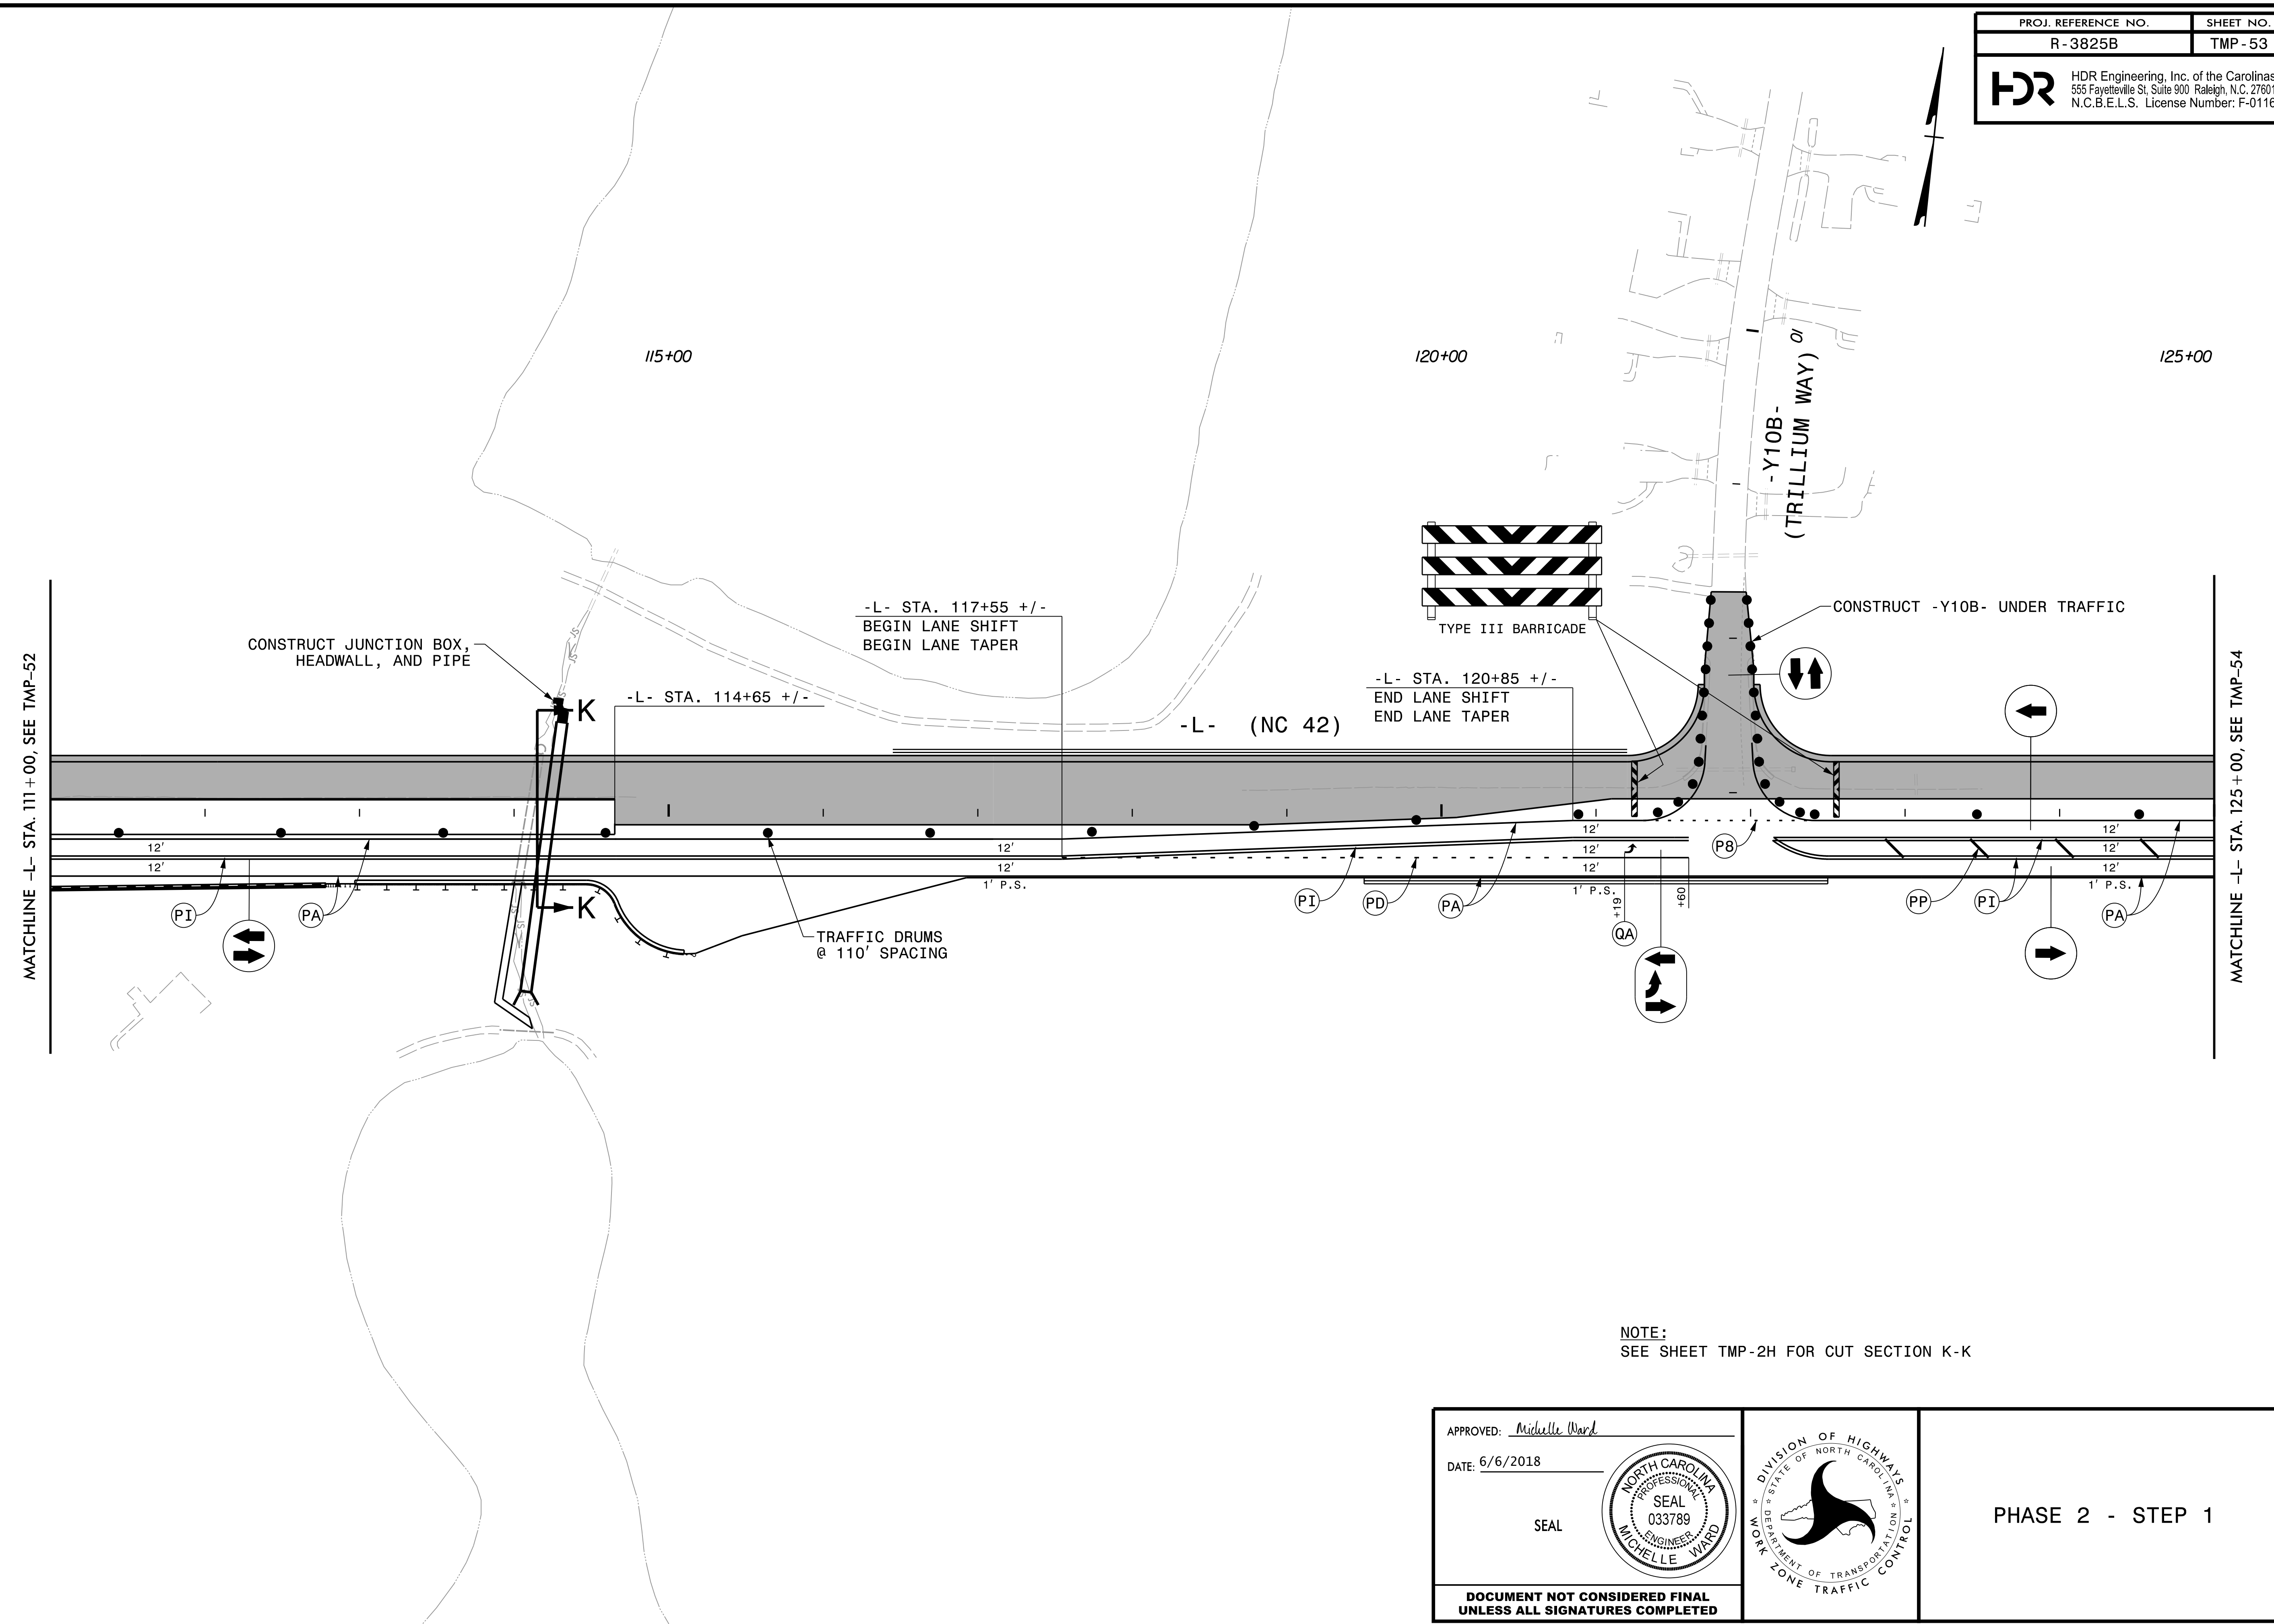 PROJ. REFERENCE NO. SHEET NO.
R-3825B TMP-53
HDR
HDR Engineering, Inc. of the Carolinas
555 Fayetteville St, Suite 900 Raleigh, N.C. 27601
N.C.B.E.L.S. License Number: F-0116
115+00
120+00
125+00
10
-Y10B-
(TRILLIUM WAY)
TYPE III BARRICADE
CONSTRUCT -Y10B- UNDER TRAFFIC
-L- STA. 117+55 +/-
BEGIN LANE SHIFT
BEGIN LANE TAPER
CONSTRUCT JUNCTION BOX,
HEADWALL, AND PIPE
-L- STA. 114+65 +/-
-L- STA. 120+85 +/-
END LANE SHIFT
END LANE TAPER
K
-L- (NC 42)
JS
JS
JS
MATCHLINE -L- STA. 111+00, SEE TMP-52
MATCHLINE -L- STA. 125+00, SEE TMP-54
12'
12'
12'
12'
1' P.S.
12'
12'
12'
1' P.S.
12'
12'
12'
1' P.S.
P8
K
JS
JS
JS
PI
PA
PI
PD
PA
+19
QA
+60
PP
PI
PA
TRAFFIC DRUMS
@ 110' SPACING
NOTE:
SEE SHEET TMP-2H FOR CUT SECTION K-K
APPROVED: Michelle Ward
DATE: 6/6/2018
SEAL
NORTH CAROLINA
PROFESSIONAL
SEAL
033789
ENGINEER
MICHELLE WARD
DOCUMENT NOT CONSIDERED FINAL
UNLESS ALL SIGNATURES COMPLETED
DIVISION OF HIGHWAYS
STATE OF NORTH CAROLINA
DEPARTMENT OF TRANSPORTATION
WORK ZONE TRAFFIC CONTROL
PHASE 2 - STEP 1